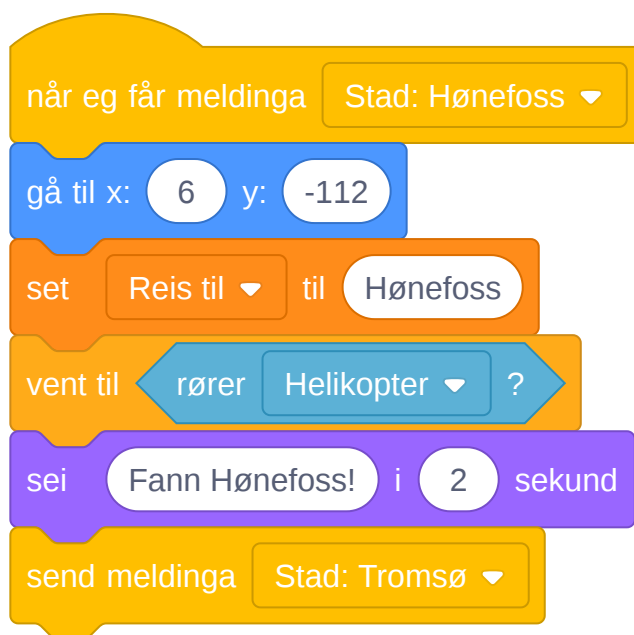 når eg får meldinga Stad: Hønefoss
gå til x: 6 y: -112
set Reis til til Hønefoss
vent til rører Helikopter ?
sei Fann Hønefoss! i 2 sekund
send meldinga Stad: Tromsø